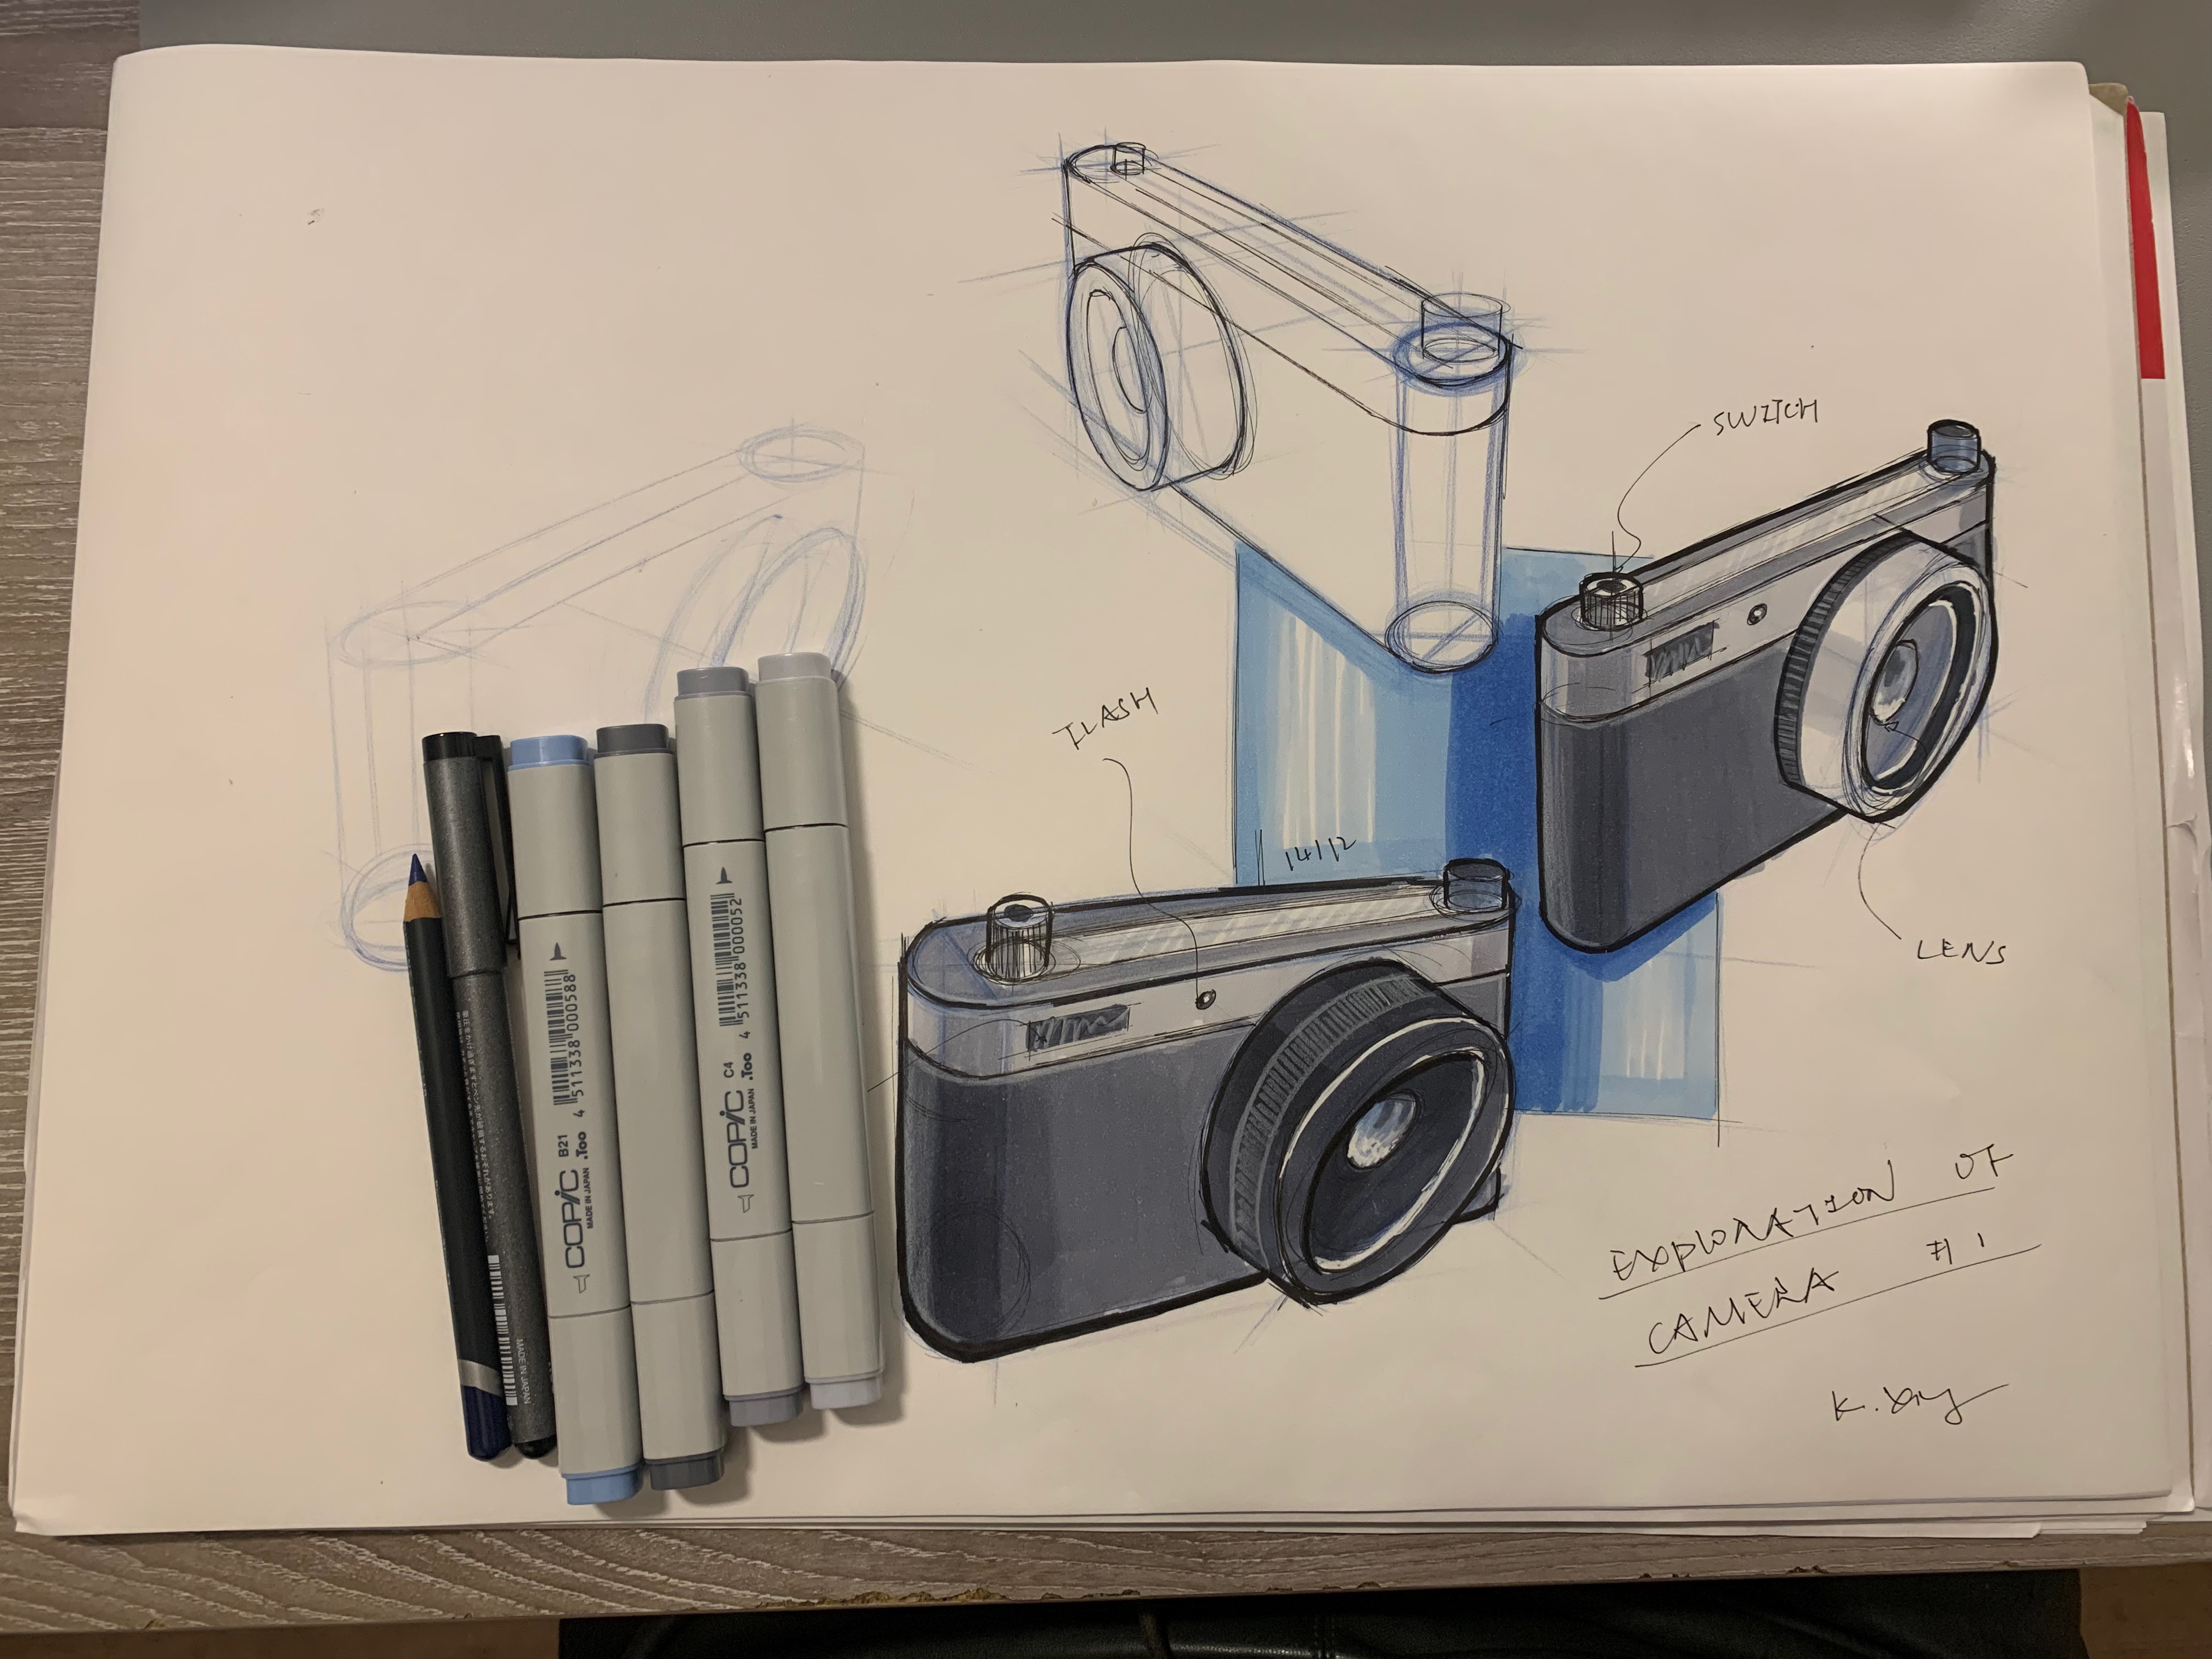 SWITCH
FLASH
14/12
LENS
EXPLORATION OF
CAMERA #1
COPIC B21
MADE IN JAPAN .Too
4 511338 000588
COPIC C4
MADE IN JAPAN .Too
4 511338 000052
MADE IN JAPAN